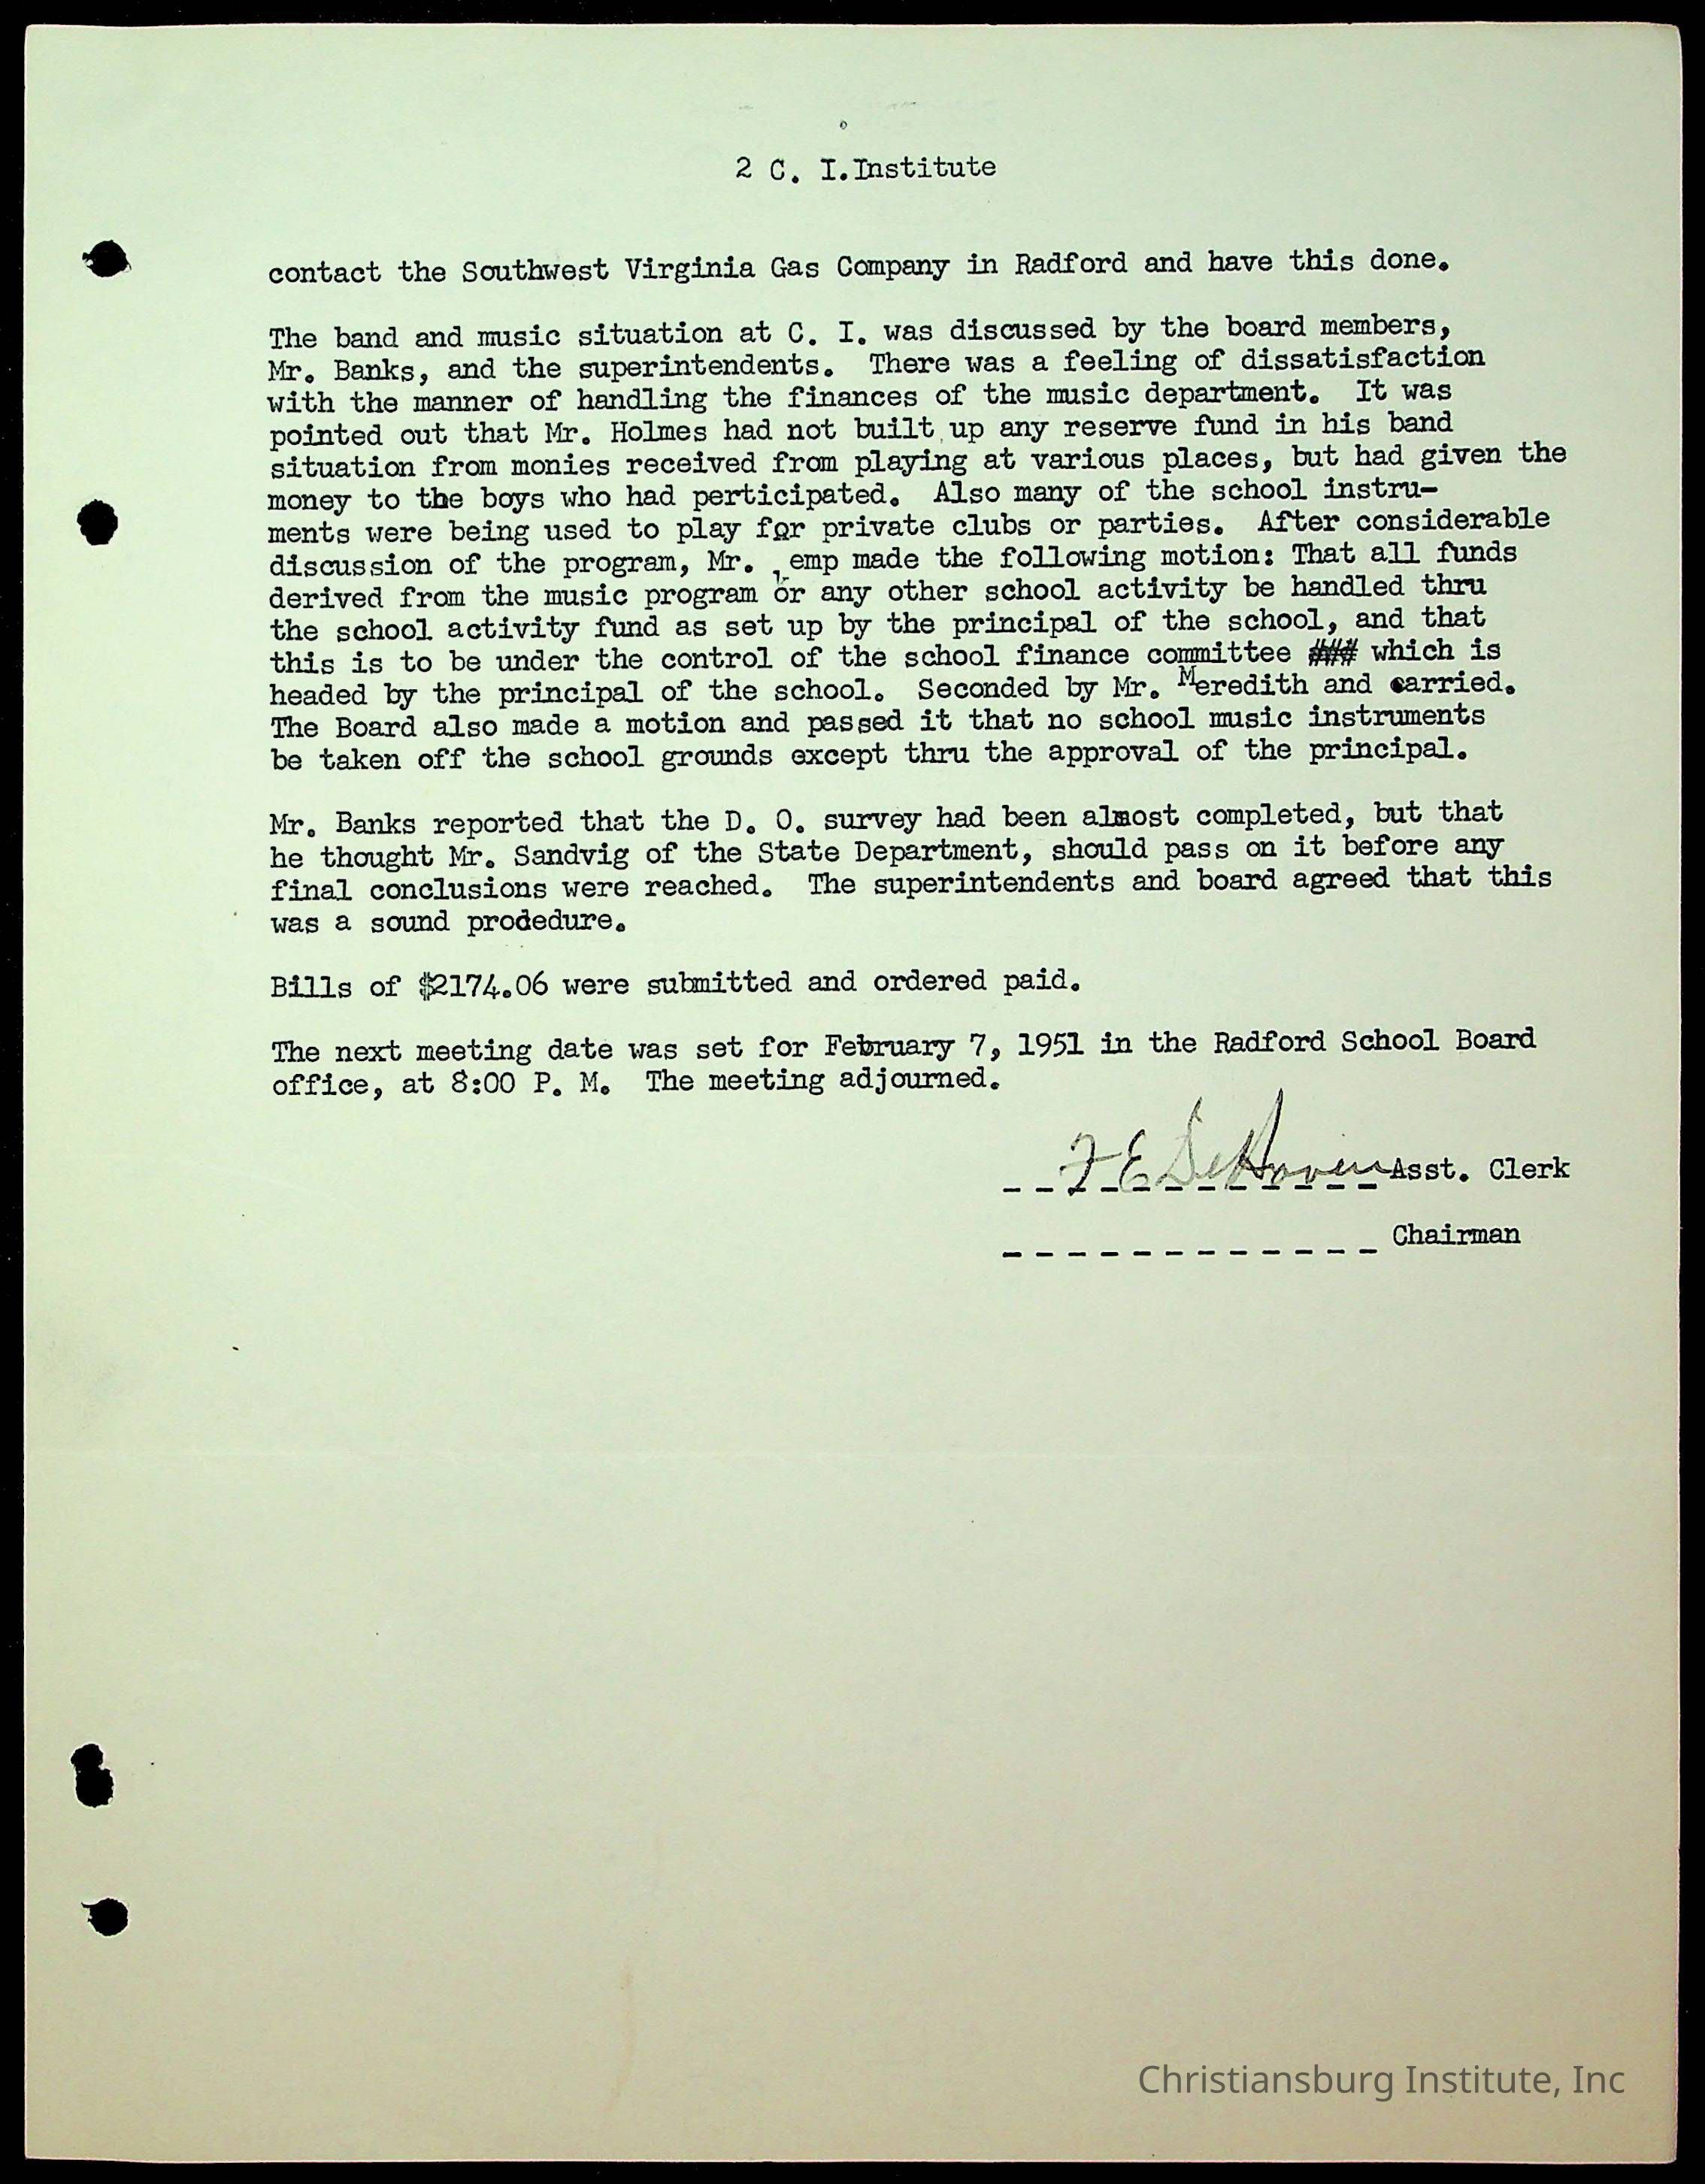 2 C. I. Institute
contact the Southwest Virginia Gas Company in Radford and have this done.
The band and music situation at C. I. was discussed by the board members,
Mr. Banks, and the superintendents. There was a feeling of dissatisfaction
with the manner of handling the finances of the music department. It was
pointed out that Mr. Holmes had not built up any reserve fund in his band
situation from monies received from playing at various places, but had given the
money to the boys who had perticipated. Also many of the school instru-
ments were being used to play for private clubs or parties. After considerable
discussion of the program, Mr. emp made the following motion: That all funds
derived from the music program or any other school activity be handled thru
the school activity fund as set up by the principal of the school, and that
this is to be under the control of the school finance committee ### which is
headed by the principal of the school. Seconded by Mr. Meredith and carried.
The Board also made a motion and passed it that no school music instruments
be taken off the school grounds except thru the approval of the principal.
Mr. Banks reported that the D. O. survey had been almost completed, but that
he thought Mr. Sandvig of the State Department, should pass on it before any
final conclusions were reached. The superintendents and board agreed that this
was a sound prodedure.
Bills of $2174.06 were submitted and ordered paid.
The next meeting date was set for February 7, 1951 in the Radford School Board
office, at 8:00 P. M. The meeting adjourned.
F E DeHaven Asst. Clerk
Chairman
Christiansburg Institute, Inc